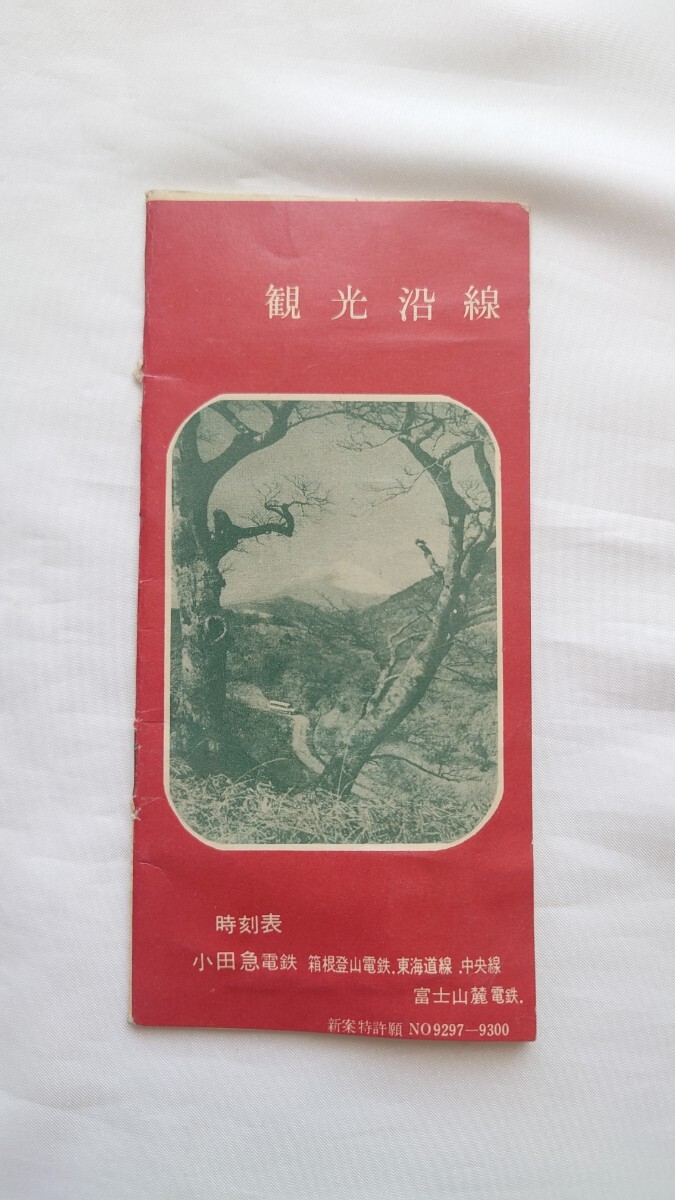 観光沿線
時刻表
小田急電鉄 箱根登山電鉄.東海道線.中央線
富士山麓電鉄.
新案特許願 NO9297—9300